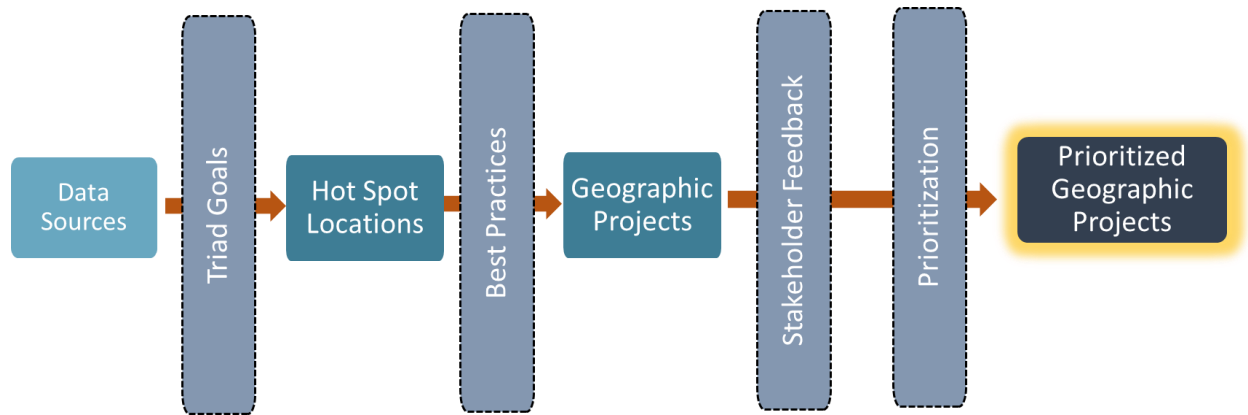 Data
Sources
Triad Goals
Hot Spot
Locations
Best Practices
Geographic
Projects
Stakeholder Feedback
Prioritization
Prioritized
Geographic
Projects